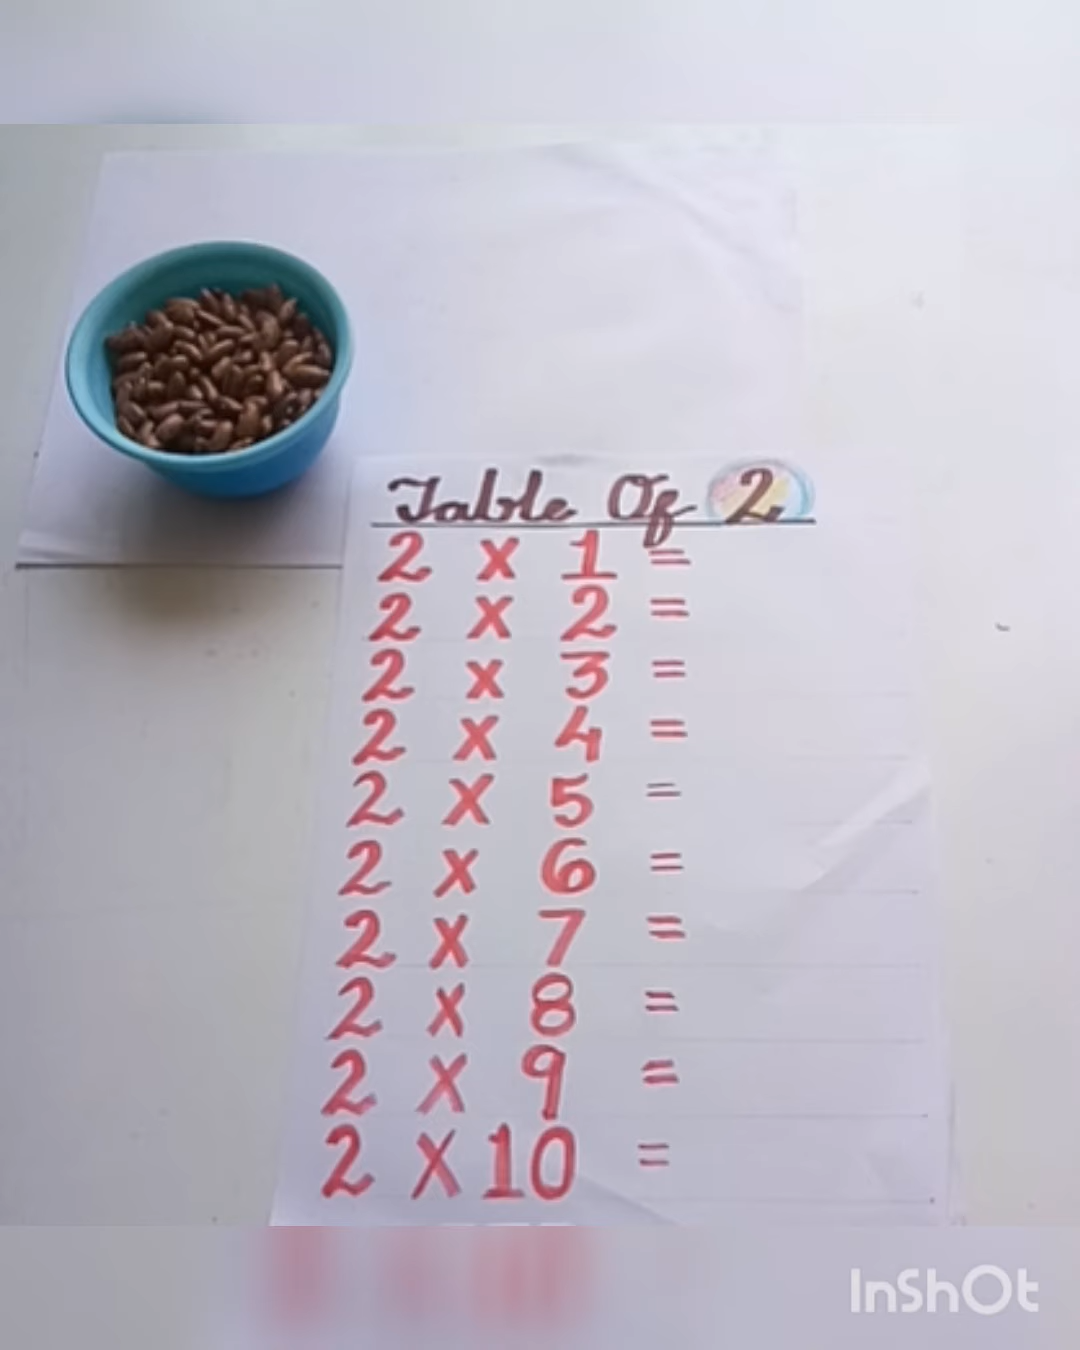 Table Of 2
2 x 1 =
2 x 2 =
2 x 3 =
2 x 4 =
2 x 5 =
2 x 6 =
2 x 7 =
2 x 8 =
2 x 9 =
2 x 10 =
InShOt